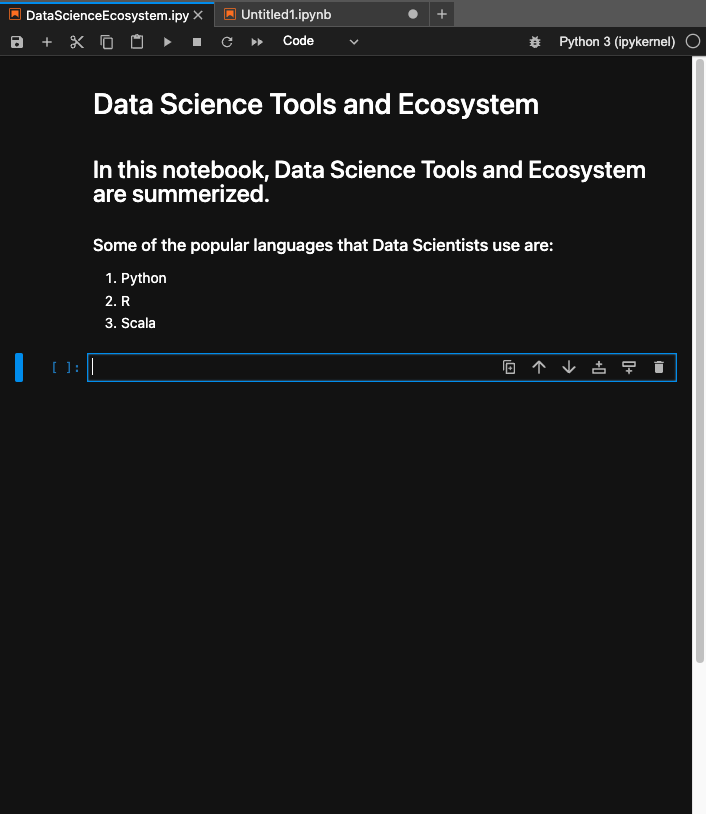 DataScienceEcosystem.ipy
Untitled1.ipynb
Code
Python 3 (ipykernel)
Data Science Tools and Ecosystem
In this notebook, Data Science Tools and Ecosystem
are summerized.
Some of the popular languages that Data Scientists use are:
1. Python
2. R
3. Scala
[ ]: